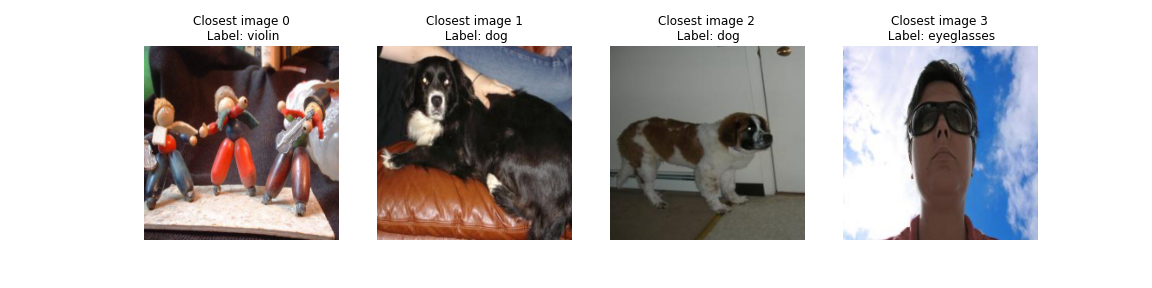 Closest image 0
Label: violin
Closest image 1
Label: dog
Closest image 2
Label: dog
Closest image 3
Label: eyeglasses